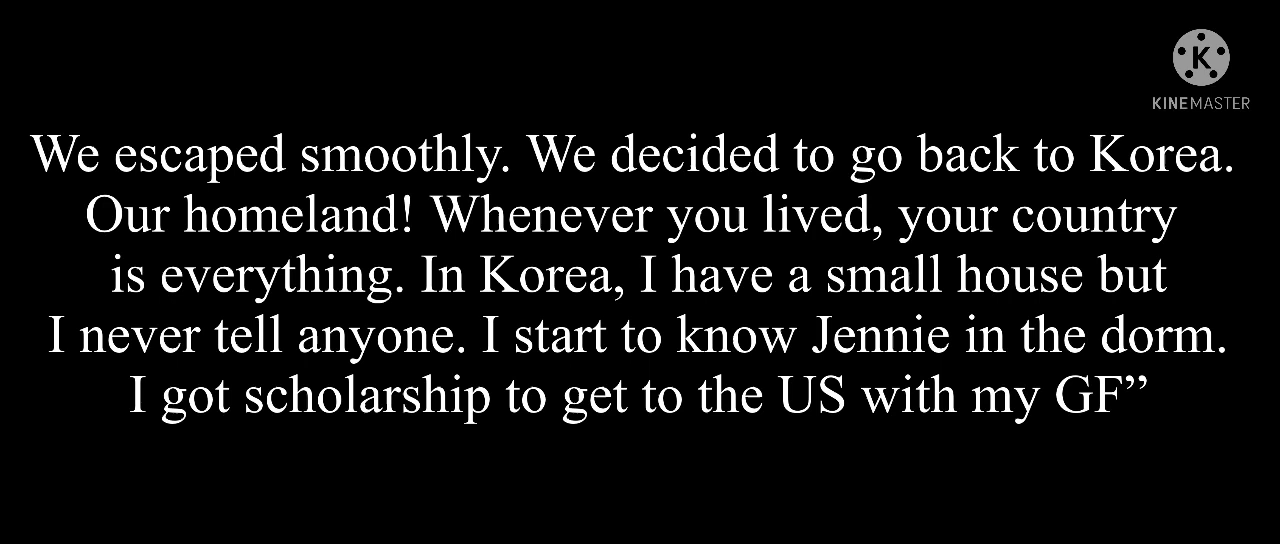 K
KINEMASTER
We escaped smoothly. We decided to go back to Korea.
Our homeland! Whenever you lived, your country
is everything. In Korea, I have a small house but
I never tell anyone. I start to know Jennie in the dorm.
I got scholarship to get to the US with my GF”